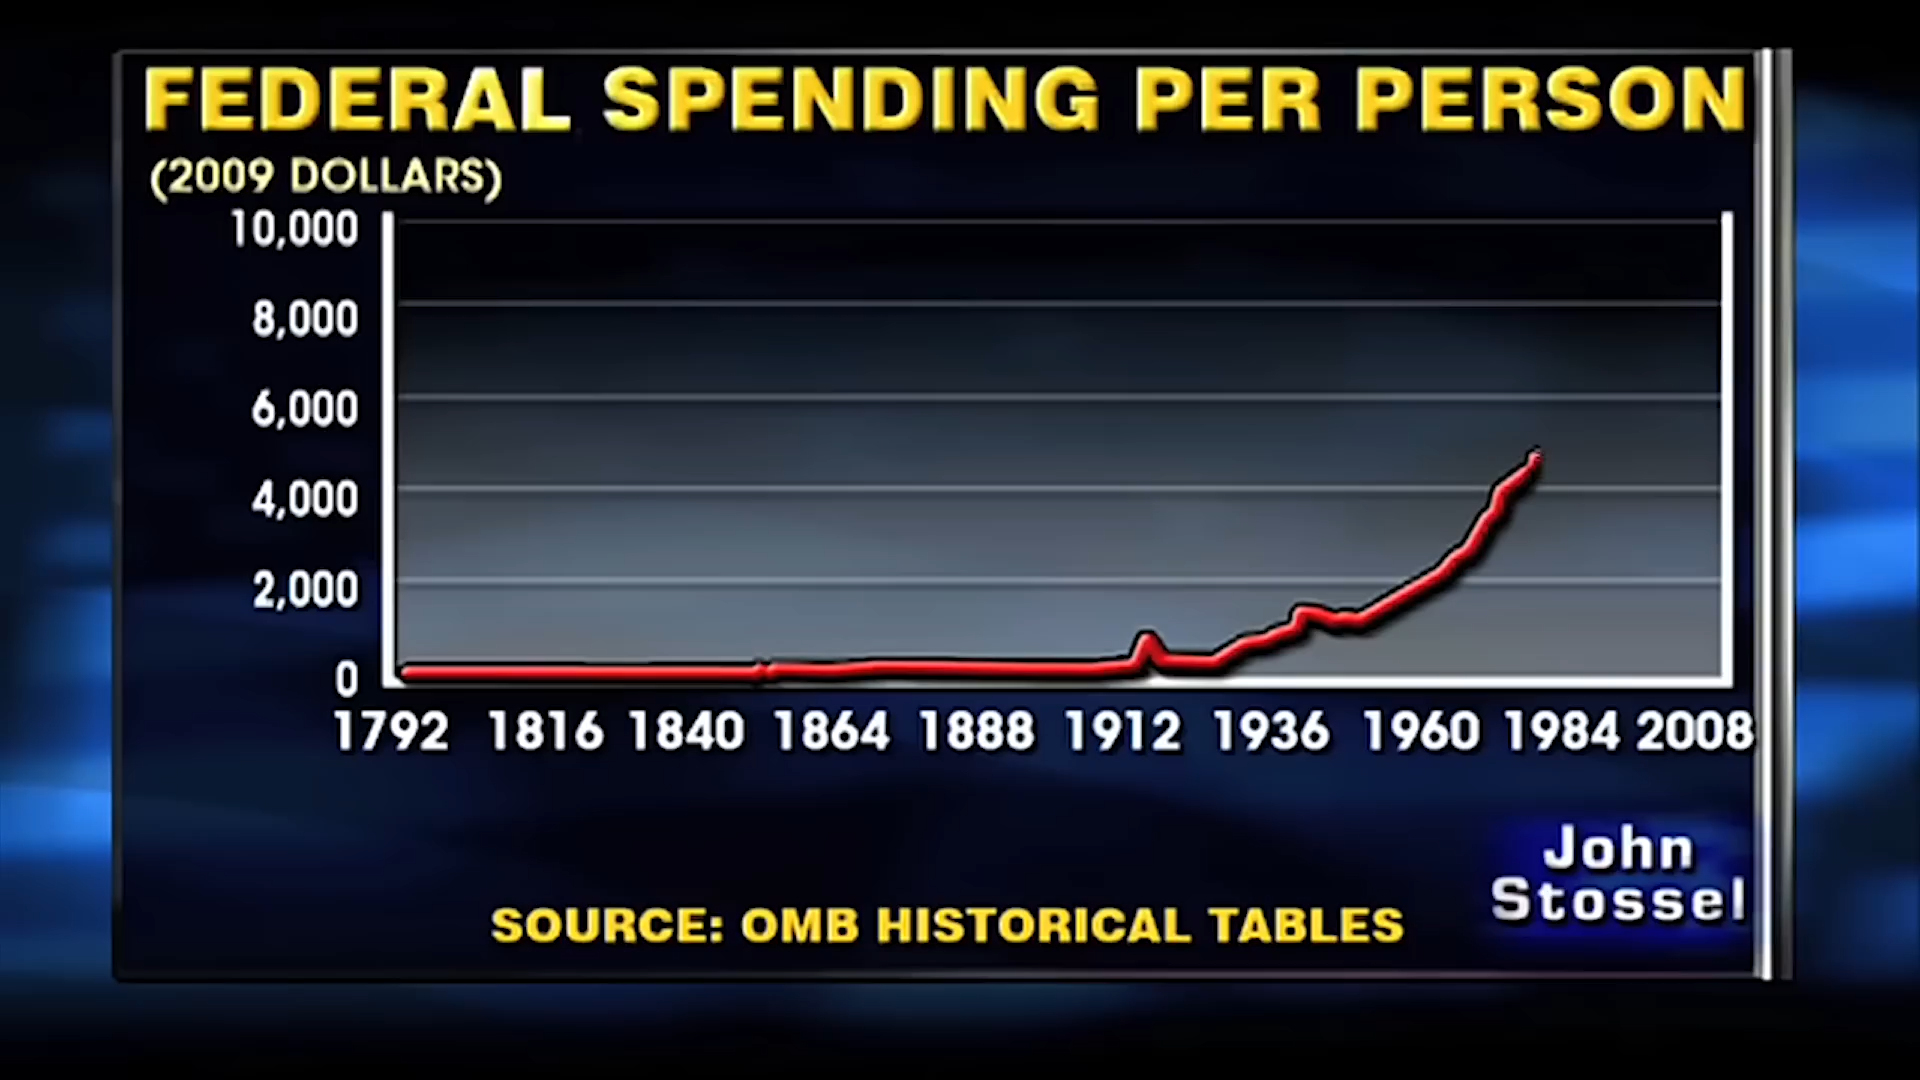 FEDERAL SPENDING PER PERSON
(2009 DOLLARS)
10,000
8,000
6,000
4,000
2,000
0
1792 1816 1840 1864 1888 1912 1936 1960 1984 2008
John
Stossel
SOURCE: OMB HISTORICAL TABLES